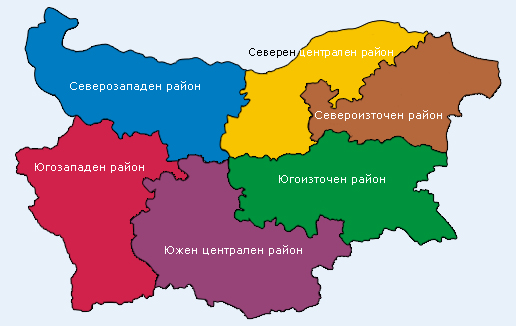 Северен централен район
Северозападен район
Североизточен район
Югозападен район
Югоизточен район
Южен централен район